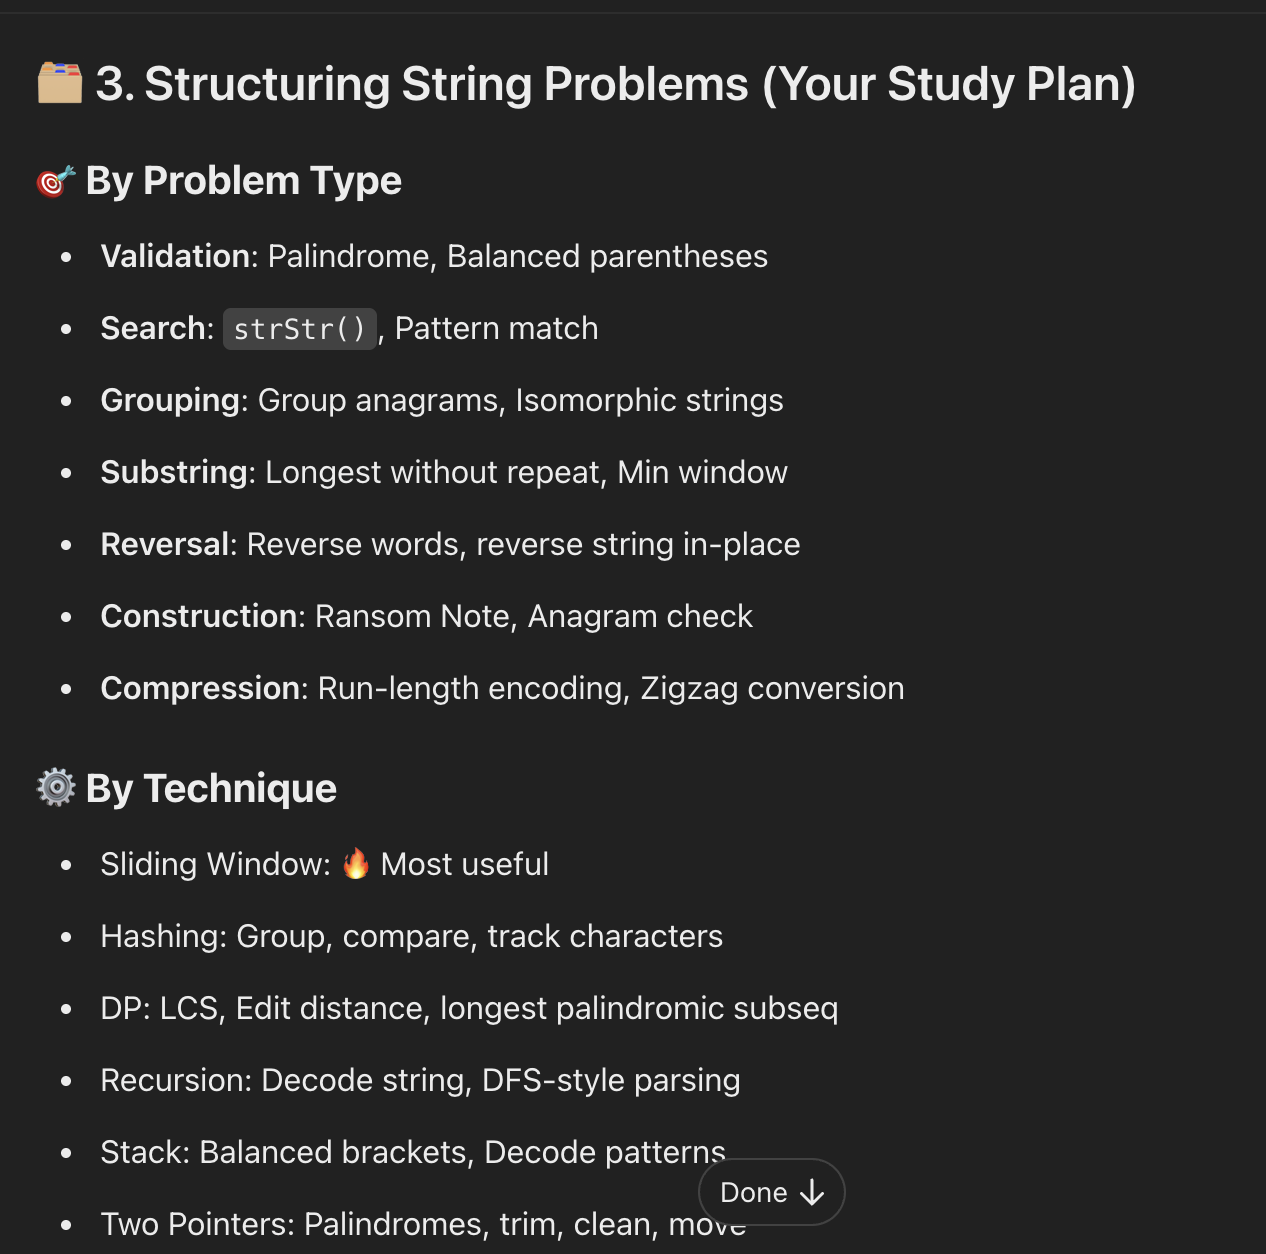 3. Structuring String Problems (Your Study Plan)
By Problem Type
• Validation: Palindrome, Balanced parentheses
• Search: strStr(), Pattern match
• Grouping: Group anagrams, Isomorphic strings
• Substring: Longest without repeat, Min window
• Reversal: Reverse words, reverse string in-place
• Construction: Ransom Note, Anagram check
• Compression: Run-length encoding, Zigzag conversion
By Technique
• Sliding Window: 🔥 Most useful
• Hashing: Group, compare, track characters
• DP: LCS, Edit distance, longest palindromic subseq
• Recursion: Decode string, DFS-style parsing
• Stack: Balanced brackets, Decode patterns
Done ↓
• Two Pointers: Palindromes, trim, clean, move